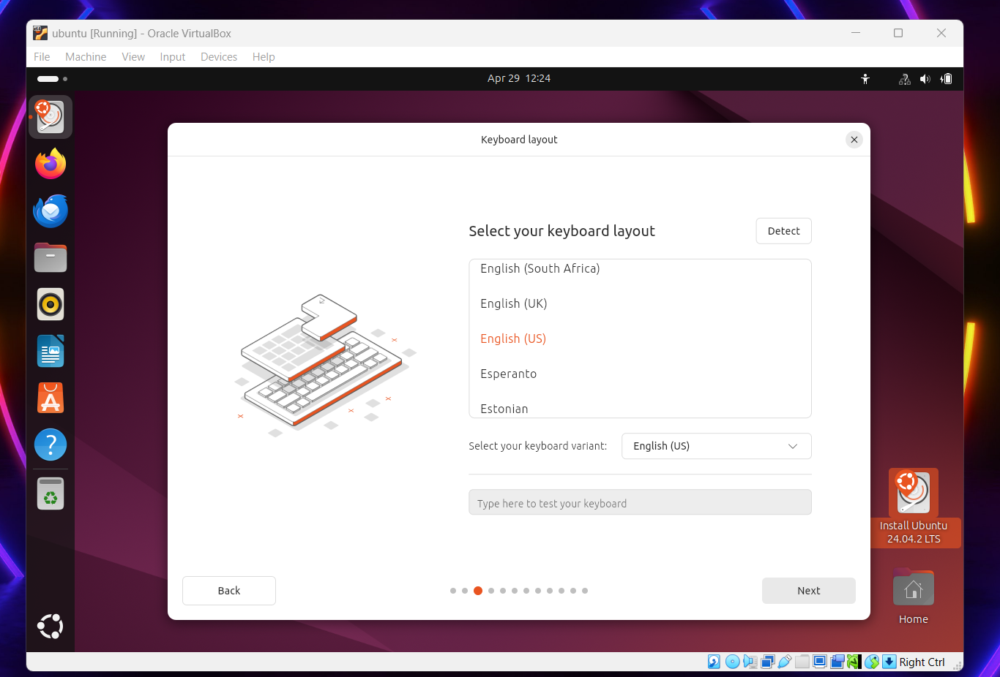 ubuntu [Running] - Oracle VirtualBox
File Machine View Input Devices Help
Apr 29 12:24
Keyboard layout
Select your keyboard layout
Detect
English (South Africa)
English (UK)
English (US)
Esperanto
Estonian
Select your keyboard variant:
English (US)
Type here to test your keyboard
Back
Next
Install Ubuntu
24.04.2 LTS
Home
Right Ctrl